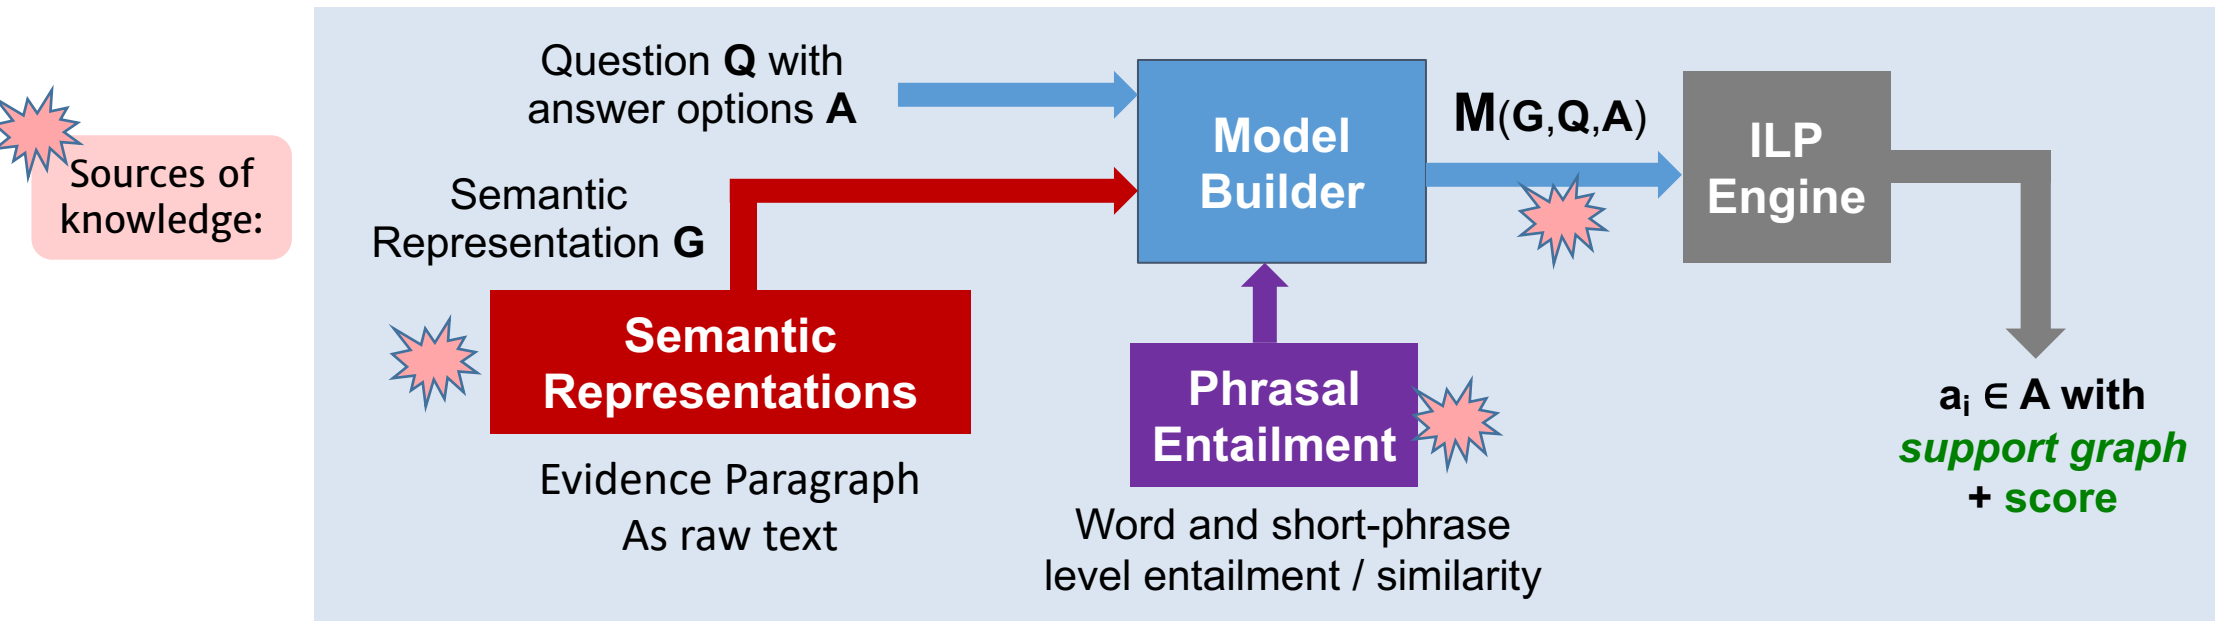 Sources of
knowledge:
Question Q with
answer options A
Semantic
Representation G
Semantic
Representations
Evidence Paragraph
As raw text
Model
Builder
Phrasal
Entailment
Word and short-phrase
level entailment / similarity
M(G,Q,A)
ILP
Engine
aᵢ ∈ A with
support graph
+ score